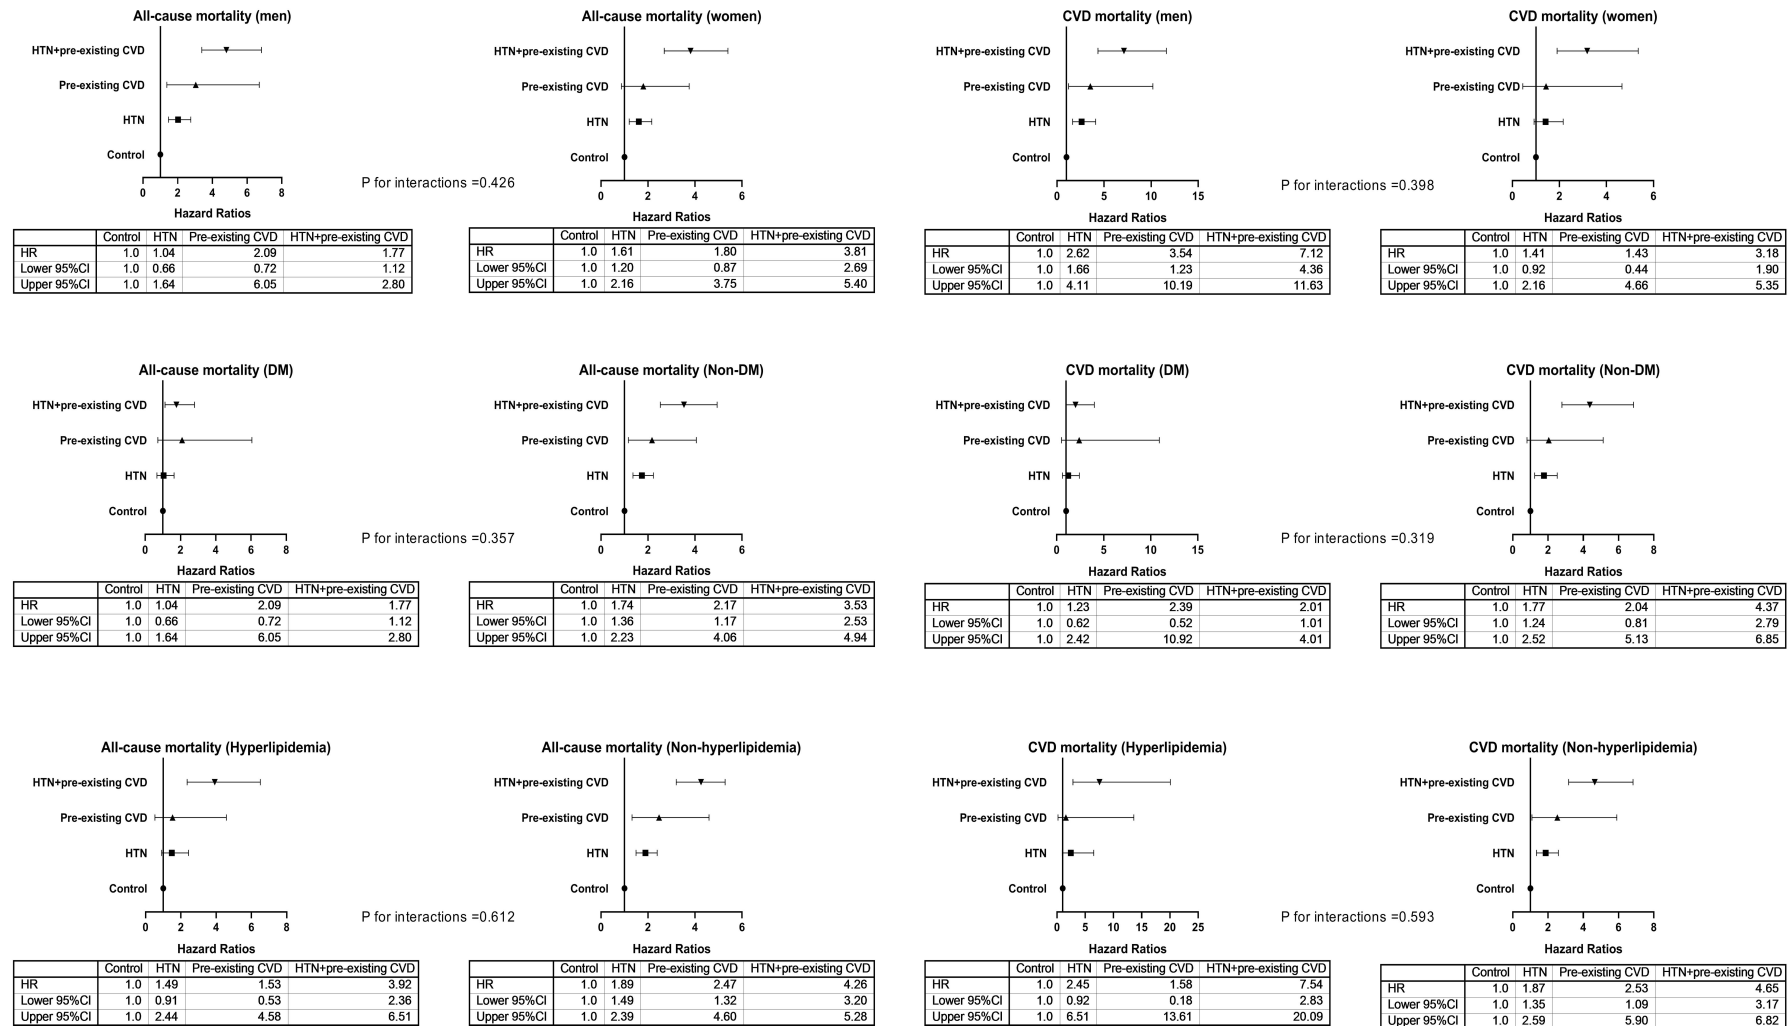 All-cause mortality (men)
HTN+pre-existing CVD
Pre-existing CVD
HTN
Control
0 2 4 6 8
Hazard Ratios
Control HTN Pre-existing CVD HTN+pre-existing CVD
HR 1.0 1.04 2.09 1.77
Lower 95%CI 1.0 0.66 0.72 1.12
Upper 95%CI 1.0 1.64 6.05 2.80
P for interactions =0.426
All-cause mortality (women)
HTN+pre-existing CVD
Pre-existing CVD
HTN
Control
0 2 4 6
Hazard Ratios
Control HTN Pre-existing CVD HTN+pre-existing CVD
HR 1.0 1.61 1.80 3.81
Lower 95%CI 1.0 1.20 0.87 2.69
Upper 95%CI 1.0 2.16 3.75 5.40
CVD mortality (men)
HTN+pre-existing CVD
Pre-existing CVD
HTN
Control
0 5 10 15
Hazard Ratios
Control HTN Pre-existing CVD HTN+pre-existing CVD
HR 1.0 2.62 3.54 7.12
Lower 95%CI 1.0 1.66 1.23 4.36
Upper 95%CI 1.0 4.11 10.19 11.63
P for interactions =0.398
CVD mortality (women)
HTN+pre-existing CVD
Pre-existing CVD
HTN
Control
0 2 4 6
Hazard Ratios
Control HTN Pre-existing CVD HTN+pre-existing CVD
HR 1.0 1.41 1.43 3.18
Lower 95%CI 1.0 0.92 0.44 1.90
Upper 95%CI 1.0 2.16 4.66 5.35
All-cause mortality (DM)
HTN+pre-existing CVD
Pre-existing CVD
HTN
Control
0 2 4 6 8
Hazard Ratios
Control HTN Pre-existing CVD HTN+pre-existing CVD
HR 1.0 1.04 2.09 1.77
Lower 95%CI 1.0 0.66 0.72 1.12
Upper 95%CI 1.0 1.64 6.05 2.80
P for interactions =0.357
All-cause mortality (Non-DM)
HTN+pre-existing CVD
Pre-existing CVD
HTN
Control
0 2 4 6
Hazard Ratios
Control HTN Pre-existing CVD HTN+pre-existing CVD
HR 1.0 1.74 2.17 3.53
Lower 95%CI 1.0 1.36 1.17 2.53
Upper 95%CI 1.0 2.23 4.06 4.94
CVD mortality (DM)
HTN+pre-existing CVD
Pre-existing CVD
HTN
Control
0 5 10 15
Hazard Ratios
Control HTN Pre-existing CVD HTN+pre-existing CVD
HR 1.0 1.23 2.39 2.01
Lower 95%CI 1.0 0.62 0.52 1.01
Upper 95%CI 1.0 2.42 10.92 4.01
P for interactions =0.319
CVD mortality (Non-DM)
HTN+pre-existing CVD
Pre-existing CVD
HTN
Control
0 2 4 6 8
Hazard Ratios
Control HTN Pre-existing CVD HTN+pre-existing CVD
HR 1.0 1.77 2.04 4.37
Lower 95%CI 1.0 1.24 0.81 2.79
Upper 95%CI 1.0 2.52 5.13 6.85
All-cause mortality (Hyperlipidemia)
HTN+pre-existing CVD
Pre-existing CVD
HTN
Control
0 2 4 6 8
Hazard Ratios
Control HTN Pre-existing CVD HTN+pre-existing CVD
HR 1.0 1.49 1.53 3.92
Lower 95%CI 1.0 0.91 0.53 2.36
Upper 95%CI 1.0 2.44 4.58 6.51
P for interactions =0.612
All-cause mortality (Non-hyperlipidemia)
HTN+pre-existing CVD
Pre-existing CVD
HTN
Control
0 2 4 6
Hazard Ratios
Control HTN Pre-existing CVD HTN+pre-existing CVD
HR 1.0 1.89 2.47 4.26
Lower 95%CI 1.0 1.49 1.32 3.20
Upper 95%CI 1.0 2.39 4.60 5.28
CVD mortality (Hyperlipidemia)
HTN+pre-existing CVD
Pre-existing CVD
HTN
Control
0 5 10 15 20 25
Hazard Ratios
Control HTN Pre-existing CVD HTN+pre-existing CVD
HR 1.0 2.45 1.58 7.54
Lower 95%CI 1.0 0.92 0.18 2.83
Upper 95%CI 1.0 6.51 13.61 20.09
P for interactions =0.593
CVD mortality (Non-hyperlipidemia)
HTN+pre-existing CVD
Pre-existing CVD
HTN
Control
0 2 4 6 8
Hazard Ratios
Control HTN Pre-existing CVD HTN+pre-existing CVD
HR 1.0 1.87 2.53 4.65
Lower 95%CI 1.0 1.35 1.09 3.17
Upper 95%CI 1.0 2.59 5.90 6.82